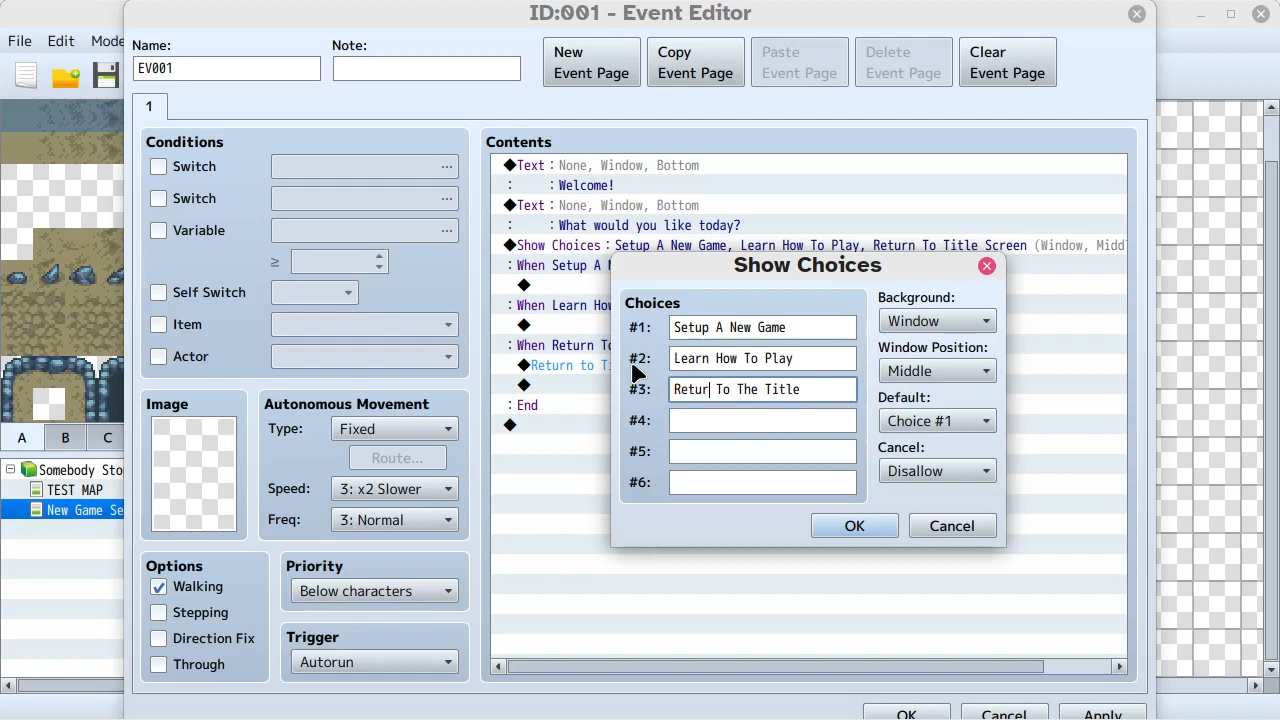 ID:001 - Event Editor
File Edit Mode
Name: Note:
EV001
New Event Page
Copy Event Page
Paste Event Page
Delete Event Page
Clear Event Page
1
Conditions
Switch ...
Switch ...
Variable ...
≥
Self Switch
Item
Actor
Image
Autonomous Movement
Type: Fixed
Route...
Speed: 3: x2 Slower
Freq: 3: Normal
Options
Walking
Stepping
Direction Fix
Through
Priority
Below characters
Trigger
Autorun
Contents
◆Text : None, Window, Bottom
: : Welcome!
◆Text : None, Window, Bottom
: : What would you like today?
◆Show Choices : Setup A New Game, Learn How To Play, Return To Title Screen (Window, Midd
: When Setup A N
◆
: When Learn How
◆
: When Return To
◆Return to Ti
◆
: End
◆
Show Choices
Choices
#1: Setup A New Game
#2: Learn How To Play
#3: Retur To The Title
#4:
#5:
#6:
Background:
Window
Window Position:
Middle
Default:
Choice #1
Cancel:
Disallow
OK Cancel
A B C
Somebody Sto
TEST MAP
New Game Se
OK Cancel Apply